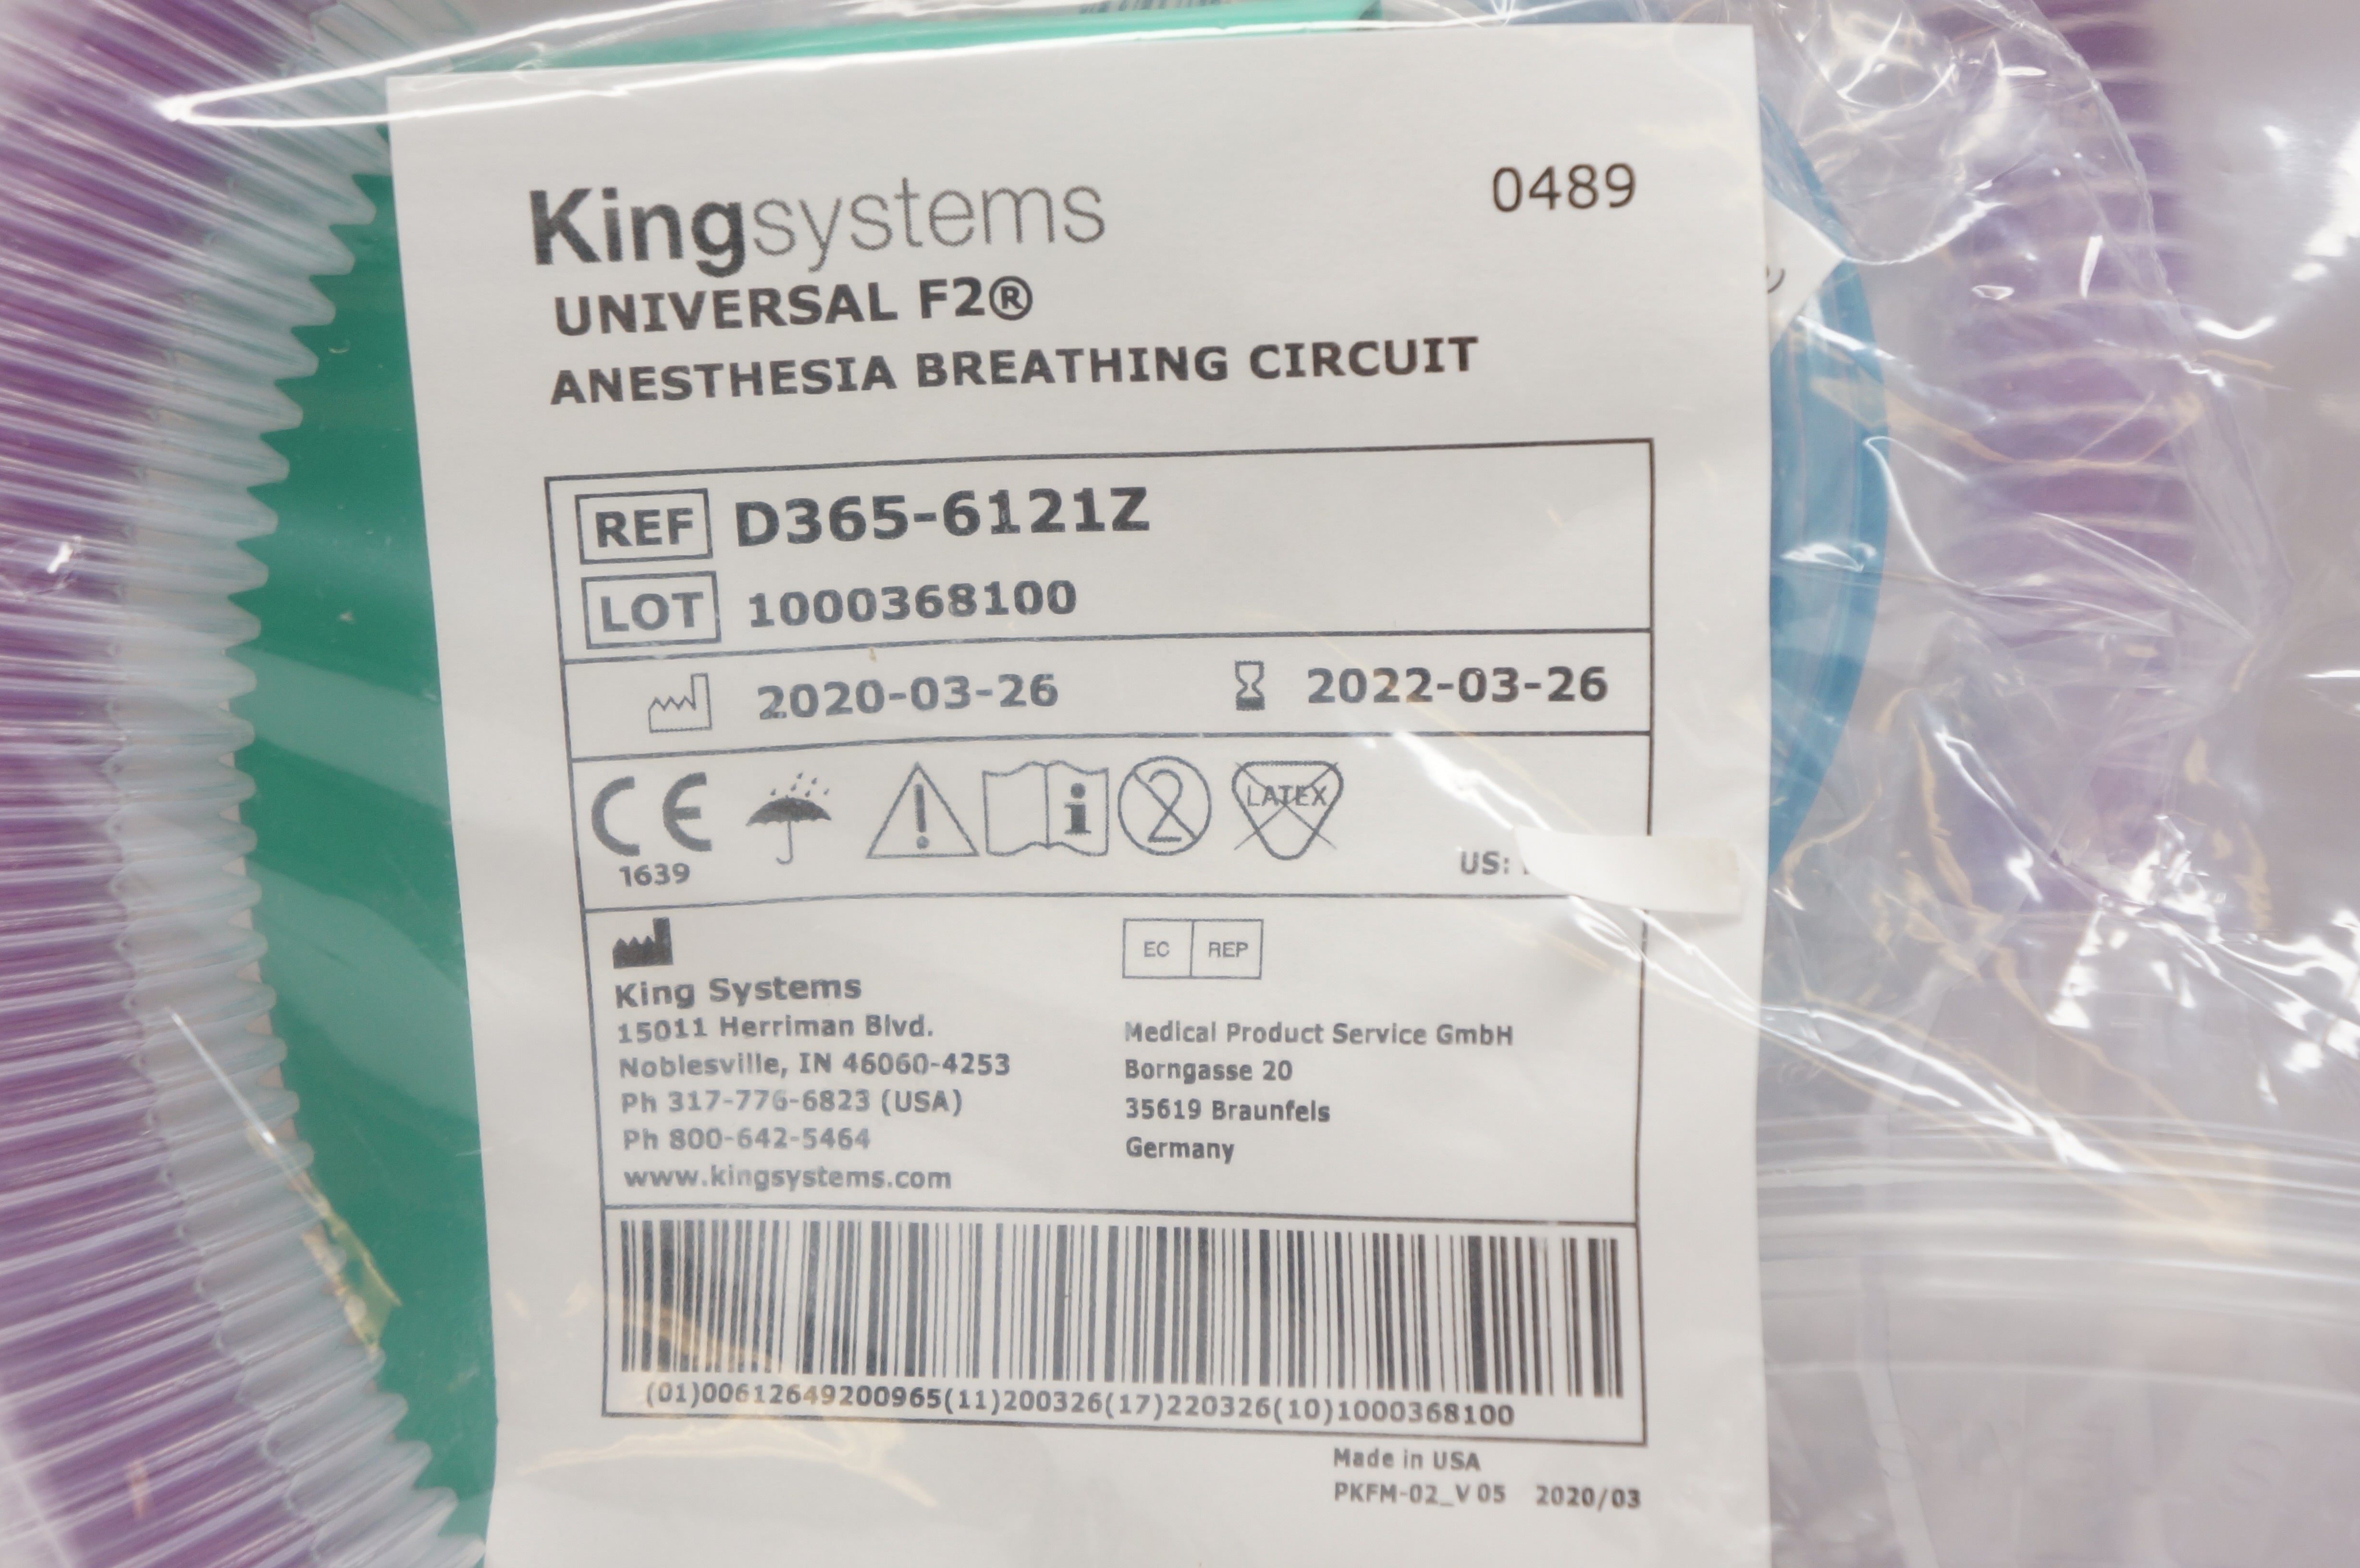 Kingsystems
0489
UNIVERSAL F2®
ANESTHESIA BREATHING CIRCUIT
REF D365-6121Z
LOT 1000368100
2020-03-26 2022-03-26
CE 2 LATEX
1639
US:
King Systems
15011 Herriman Blvd.
Noblesville, IN 46060-4253
Ph 317-776-6823 (USA)
Ph 800-642-5464
www.kingsystems.com
EC REP
Medical Product Service GmbH
Borngasse 20
35619 Braunfels
Germany
(01)00612649200965(11)200326(17)220326(10)1000368100
Made in USA
PKFM-02_V 05 2020/03